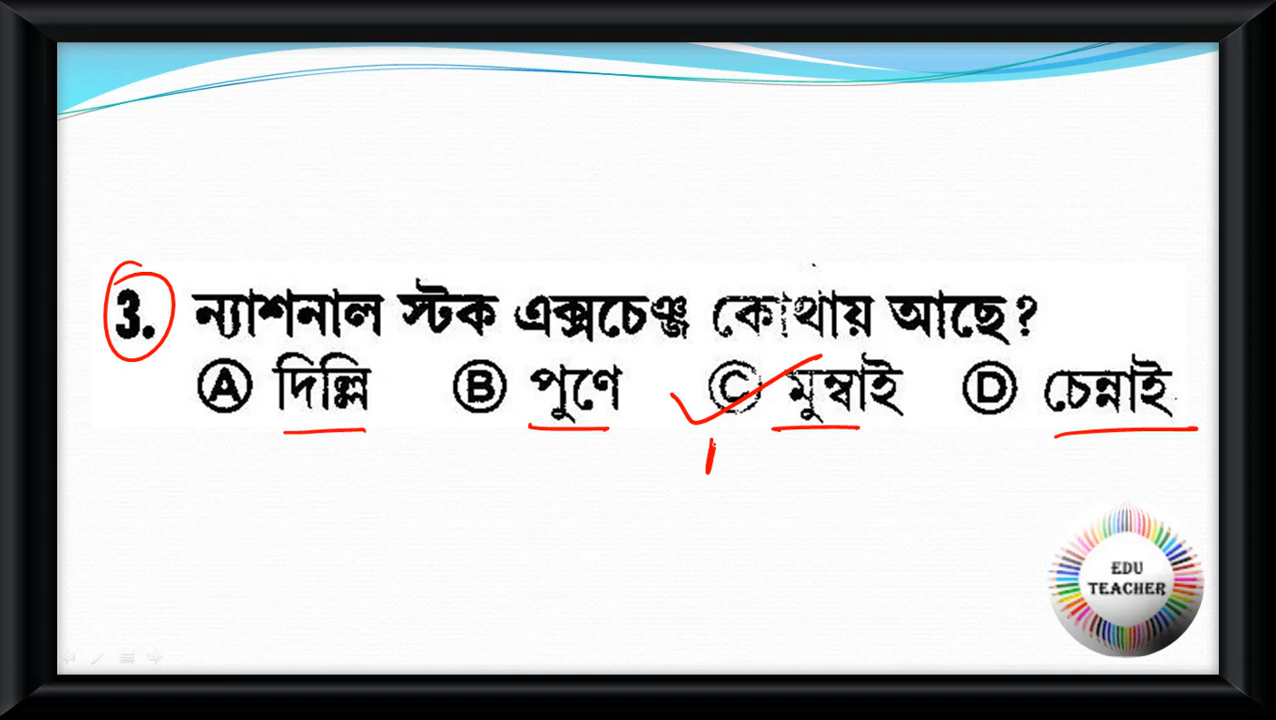 3. ন্যাশনাল স্টক এক্সচেঞ্জ কোথায় আছে?
Ⓐ দিল্লি Ⓑ পুণে Ⓒ মুম্বাই Ⓓ চেন্নাই
EDU
TEACHER